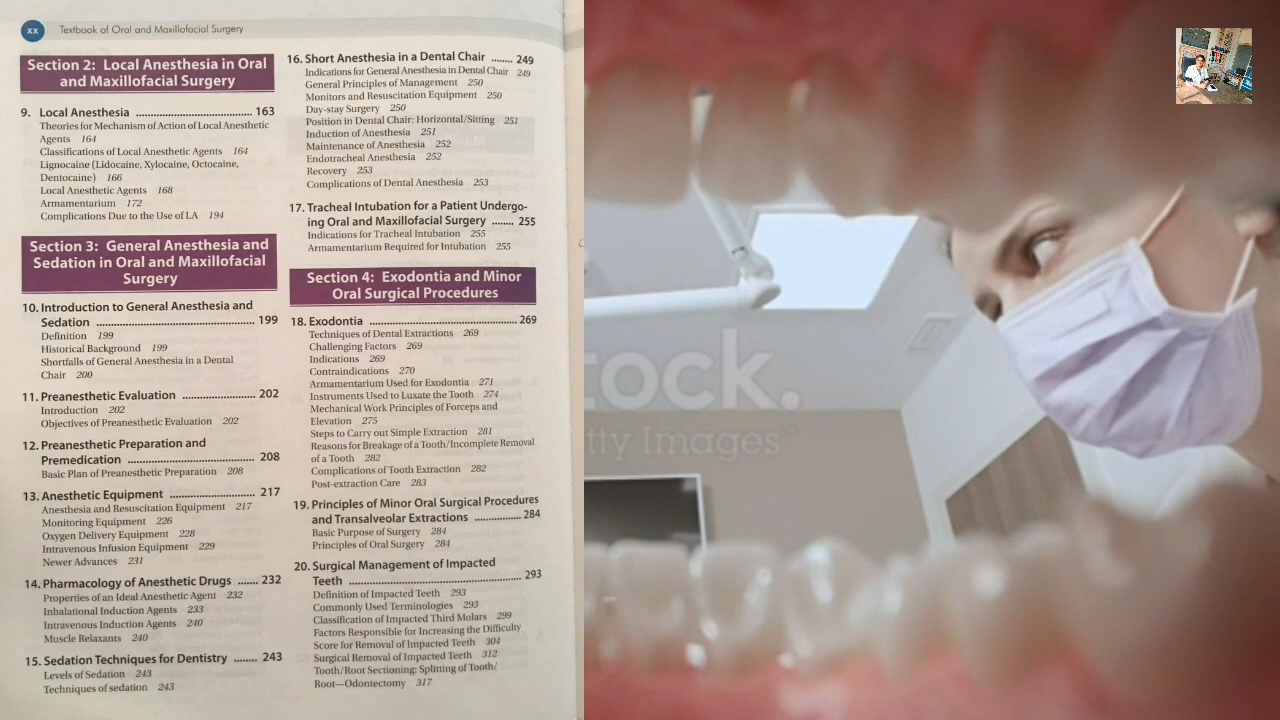 xx Textbook of Oral and Maxillofacial Surgery
Section 2: Local Anesthesia in Oral
and Maxillofacial Surgery
9. Local Anesthesia ........................................ 163
Theories for Mechanism of Action of Local Anesthetic
Agents 164
Classifications of Local Anesthetic Agents 164
Lignocaine (Lidocaine, Xylocaine, Octocaine,
Dentocaine) 166
Local Anesthetic Agents 168
Armamentarium 172
Complications Due to the Use of LA 194
Section 3: General Anesthesia and
Sedation in Oral and Maxillofacial
Surgery
10. Introduction to General Anesthesia and
Sedation ...................................................... 199
Definition 199
Historical Background 199
Shortfalls of General Anesthesia in a Dental
Chair 200
11. Preanesthetic Evaluation ......................... 202
Introduction 202
Objectives of Preanesthetic Evaluation 202
12. Preanesthetic Preparation and
Premedication ............................................ 208
Basic Plan of Preanesthetic Preparation 208
13. Anesthetic Equipment ............................. 217
Anesthesia and Resuscitation Equipment 217
Monitoring Equipment 226
Oxygen Delivery Equipment 228
Intravenous Infusion Equipment 229
Newer Advances 231
14. Pharmacology of Anesthetic Drugs ....... 232
Properties of an Ideal Anesthetic Agent 232
Inhalational Induction Agents 233
Intravenous Induction Agents 240
Muscle Relaxants 240
15. Sedation Techniques for Dentistry ........ 243
Levels of Sedation 243
Techniques of sedation 243
16. Short Anesthesia in a Dental Chair ........ 249
Indications for General Anesthesia in Dental Chair 249
General Principles of Management 250
Monitors and Resuscitation Equipment 250
Day-stay Surgery 250
Position in Dental Chair: Horizontal/Sitting 251
Induction of Anesthesia 251
Maintenance of Anesthesia 252
Endotracheal Anesthesia 252
Recovery 253
Complications of Dental Anesthesia 253
17. Tracheal Intubation for a Patient Undergo-
ing Oral and Maxillofacial Surgery ........ 255
Indications for Tracheal Intubation 255
Armamentarium Required for Intubation 255
Section 4: Exodontia and Minor
Oral Surgical Procedures
18. Exodontia ................................................... 269
Techniques of Dental Extractions 269
Challenging Factors 269
Indications 269
Contraindications 270
Armamentarium Used for Exodontia 271
Instruments Used to Luxate the Tooth 274
Mechanical Work Principles of Forceps and
Elevation 275
Steps to Carry out Simple Extraction 281
Reasons for Breakage of a Tooth/Incomplete Removal
of a Tooth 282
Complications of Tooth Extraction 282
Post-extraction Care 283
19. Principles of Minor Oral Surgical Procedures
and Transalveolar Extractions ................ 284
Basic Purpose of Surgery 284
Principles of Oral Surgery 284
20. Surgical Management of Impacted
Teeth .......................................................... 293
Definition of Impacted Teeth 293
Commonly Used Terminologies 293
Classification of Impacted Third Molars 299
Factors Responsible for Increasing the Difficulty
Score for Removal of Impacted Teeth 304
Surgical Removal of Impacted Teeth 312
Tooth/Root Sectioning: Splitting of Tooth/
Root—Odontectomy 317
tock.
tty Images